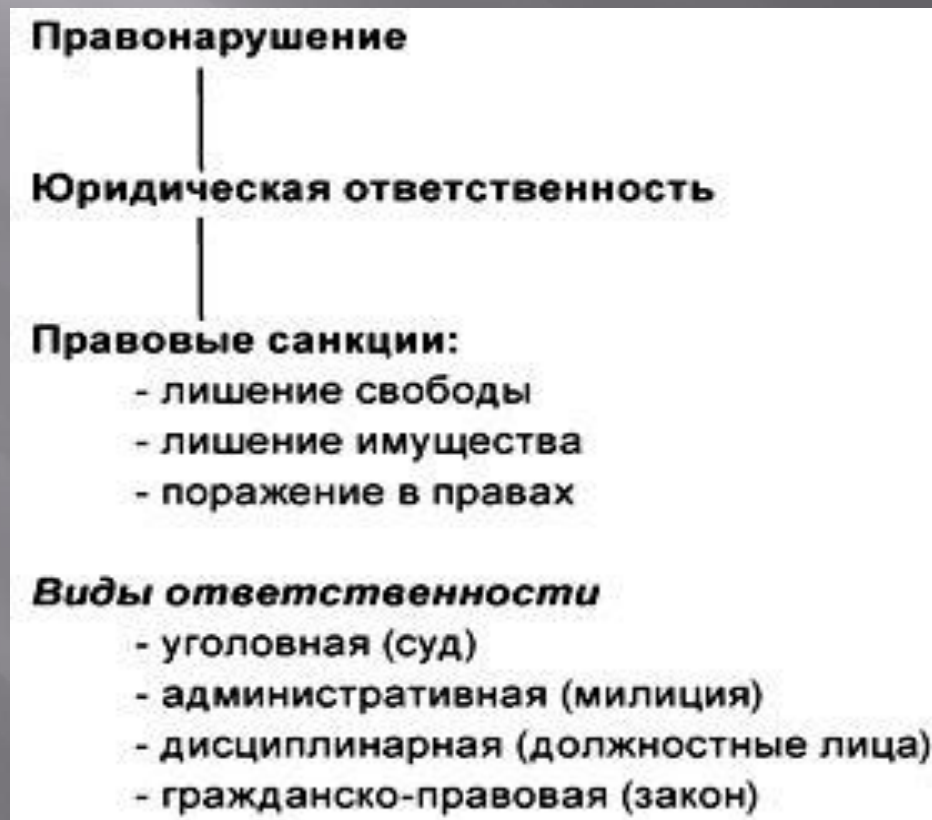 Правонарушение
Юридическая ответственность
Правовые санкции:
- лишение свободы
- лишение имущества
- поражение в правах
Виды ответственности
- уголовная (суд)
- административная (милиция)
- дисциплинарная (должностные лица)
- гражданско-правовая (закон)